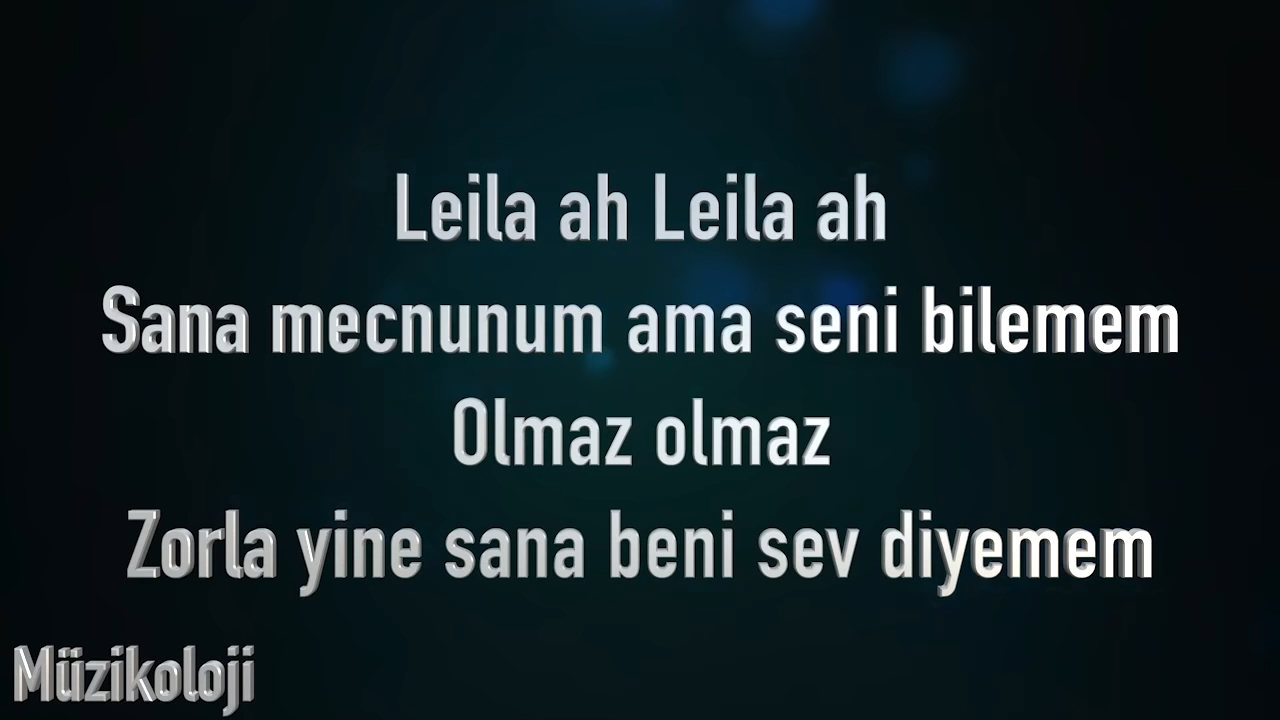 Leila ah Leila ah
Sana mecnunum ama seni bilemem
Olmaz olmaz
Zorla yine sana beni sev diyemem
Müzikoloji